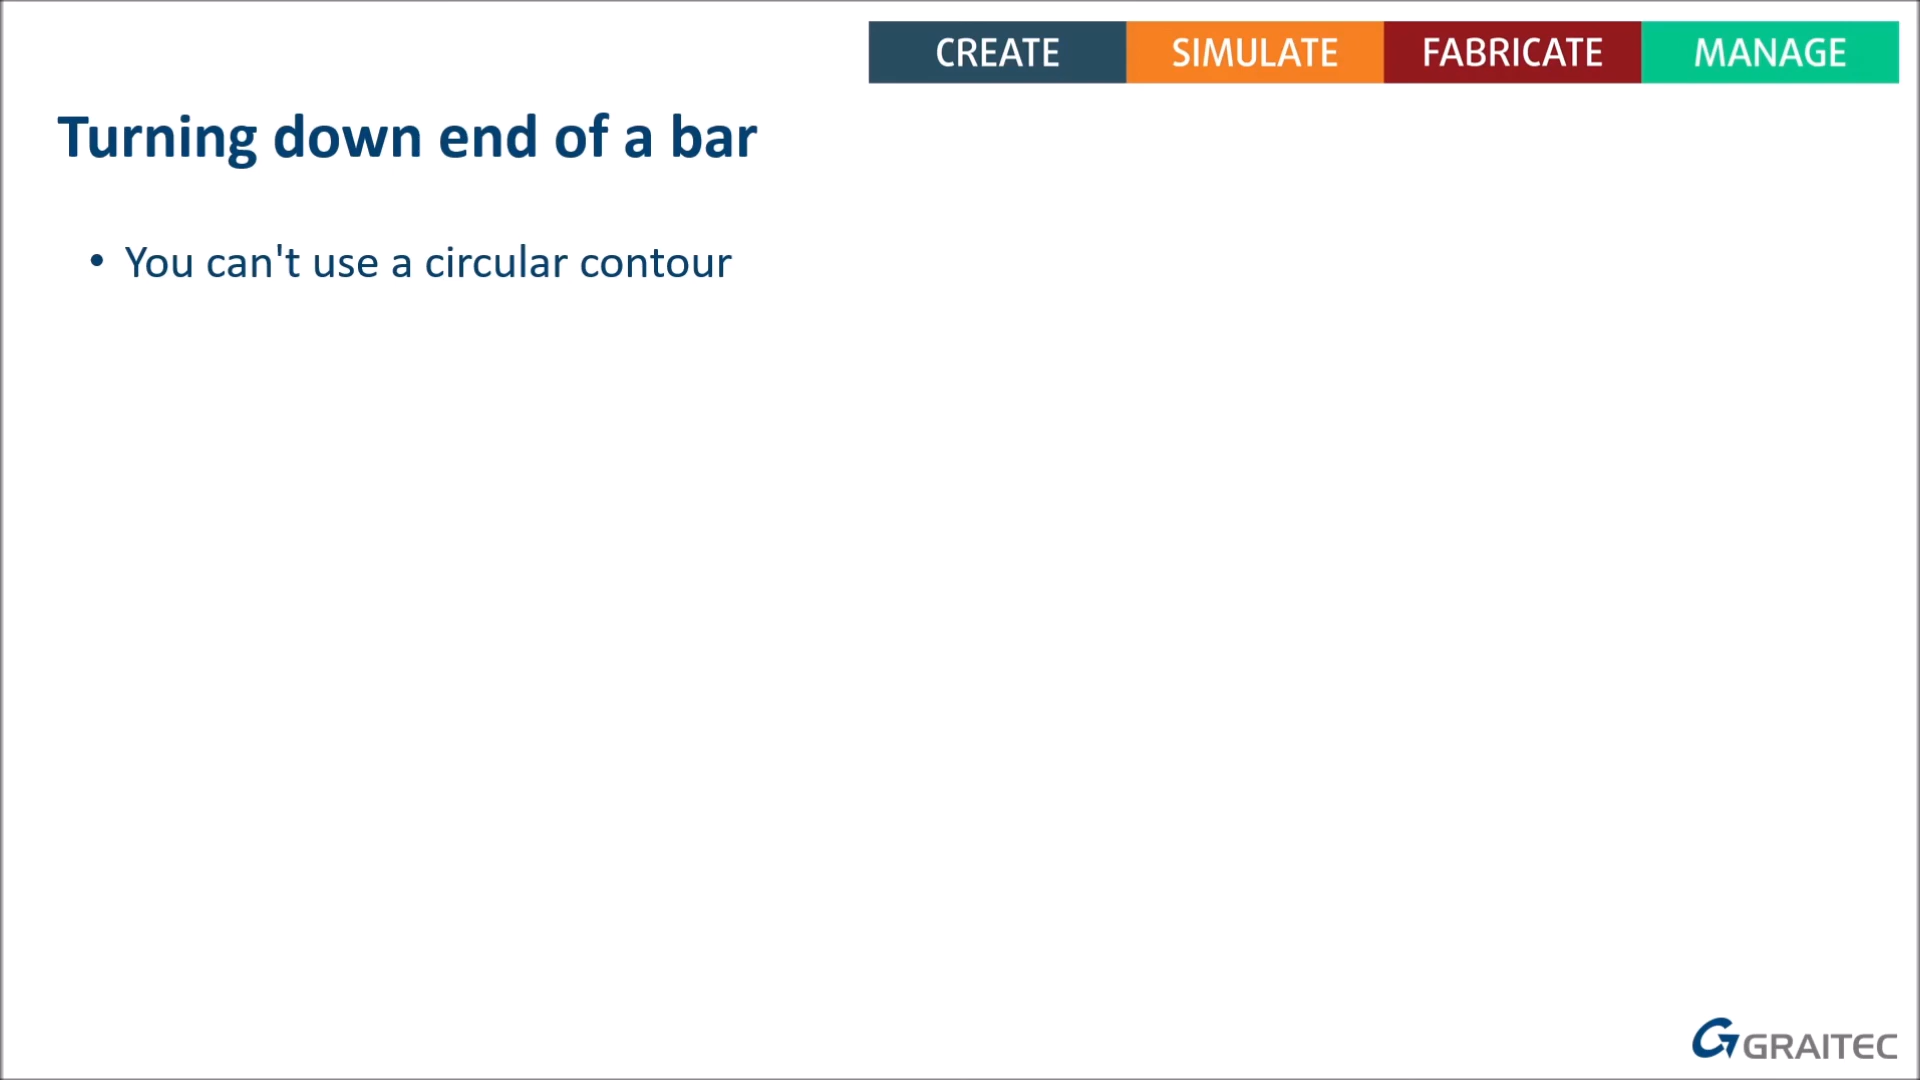 CREATE SIMULATE FABRICATE MANAGE
Turning down end of a bar
• You can't use a circular contour
GRAITEC